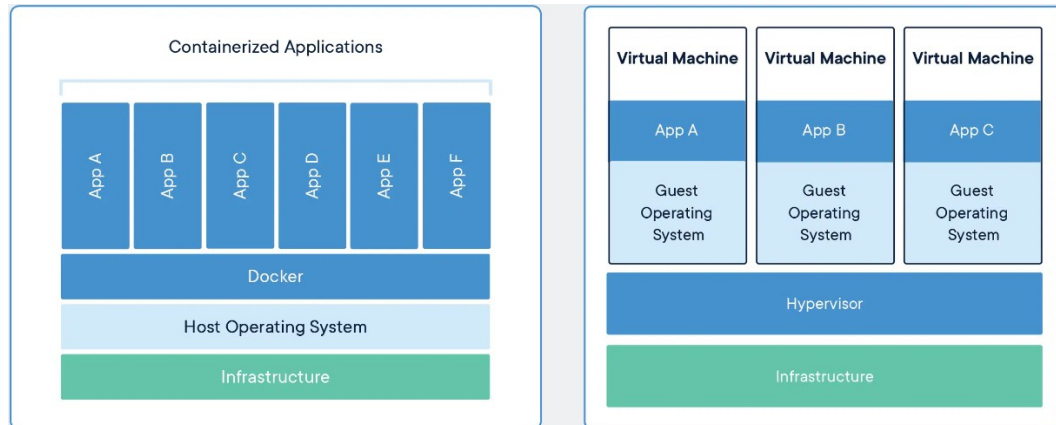 Containerized Applications
App A
App B
App C
App D
App E
App F
Docker
Host Operating System
Infrastructure
Virtual Machine
App A
Guest
Operating
System
Virtual Machine
App B
Guest
Operating
System
Virtual Machine
App C
Guest
Operating
System
Hypervisor
Infrastructure